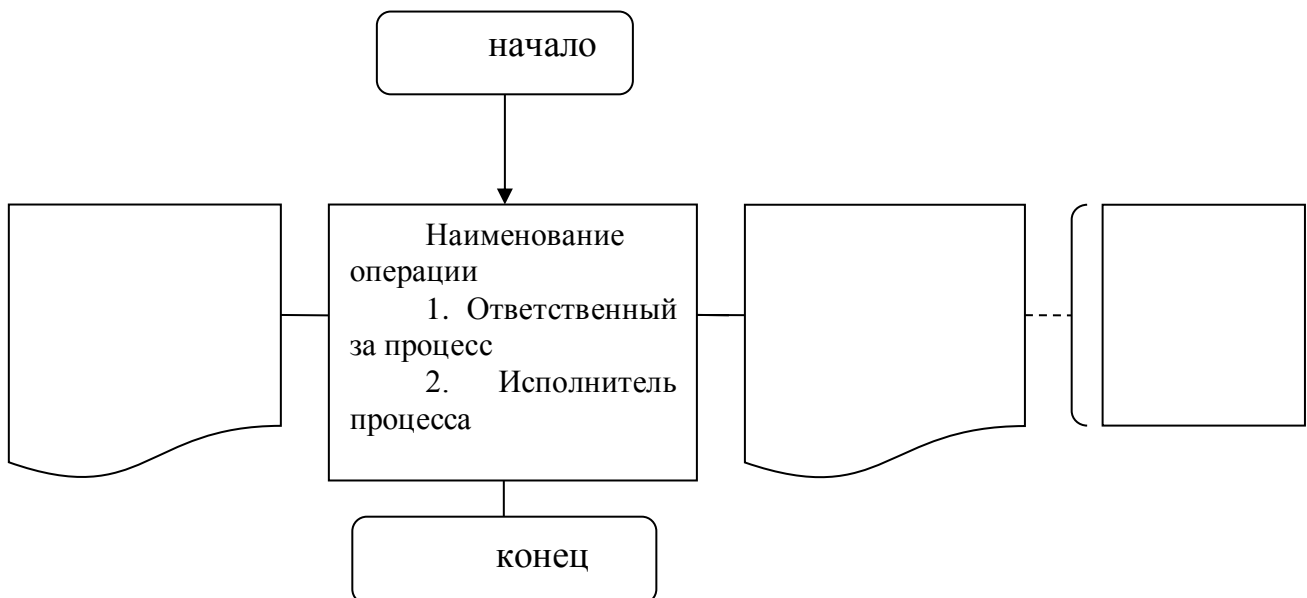 начало
Наименование
операции
1. Ответственный
за процесс
2. Исполнитель
процесса
конец